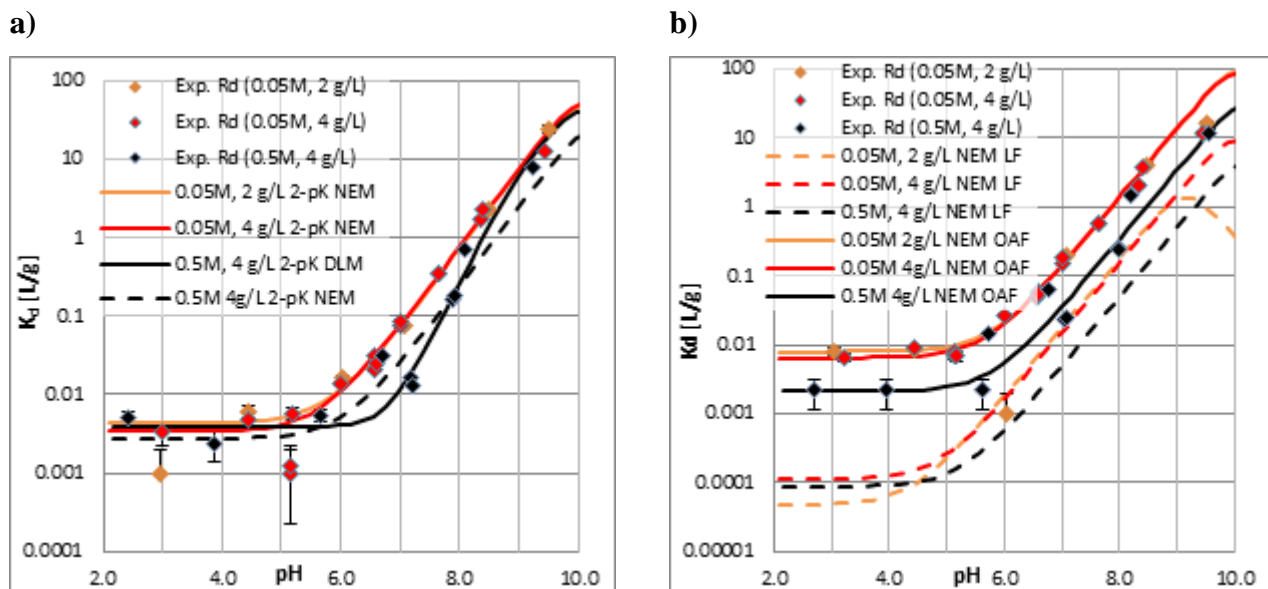 a)
100
10
1
0.1
0.01
0.001
0.0001
Kd [L/g]
Exp. Rd (0.05M, 2 g/L)
Exp. Rd (0.05M, 4 g/L)
Exp. Rd (0.5M, 4 g/L)
0.05M, 2 g/L 2-pK NEM
0.05M, 4 g/L 2-pK NEM
0.5M, 4 g/L 2-pK DLM
0.5M 4g/L 2-pK NEM
2.0 4.0 pH 6.0 8.0 10.0
b)
100
10
1
0.1
0.01
0.001
0.0001
0.00001
Kd [L/g]
Exp. Rd (0.05M, 2 g/L)
Exp. Rd (0.05M, 4 g/L)
Exp. Rd (0.5M, 4 g/L)
0.05M, 2 g/L NEM LF
0.05M, 4 g/L NEM LF
0.5M, 4 g/L NEM LF
0.05M 2g/L NEM OAF
0.05M 4g/L NEM OAF
0.5M 4g/L NEM OAF
2.0 4.0 pH 6.0 8.0 10.0